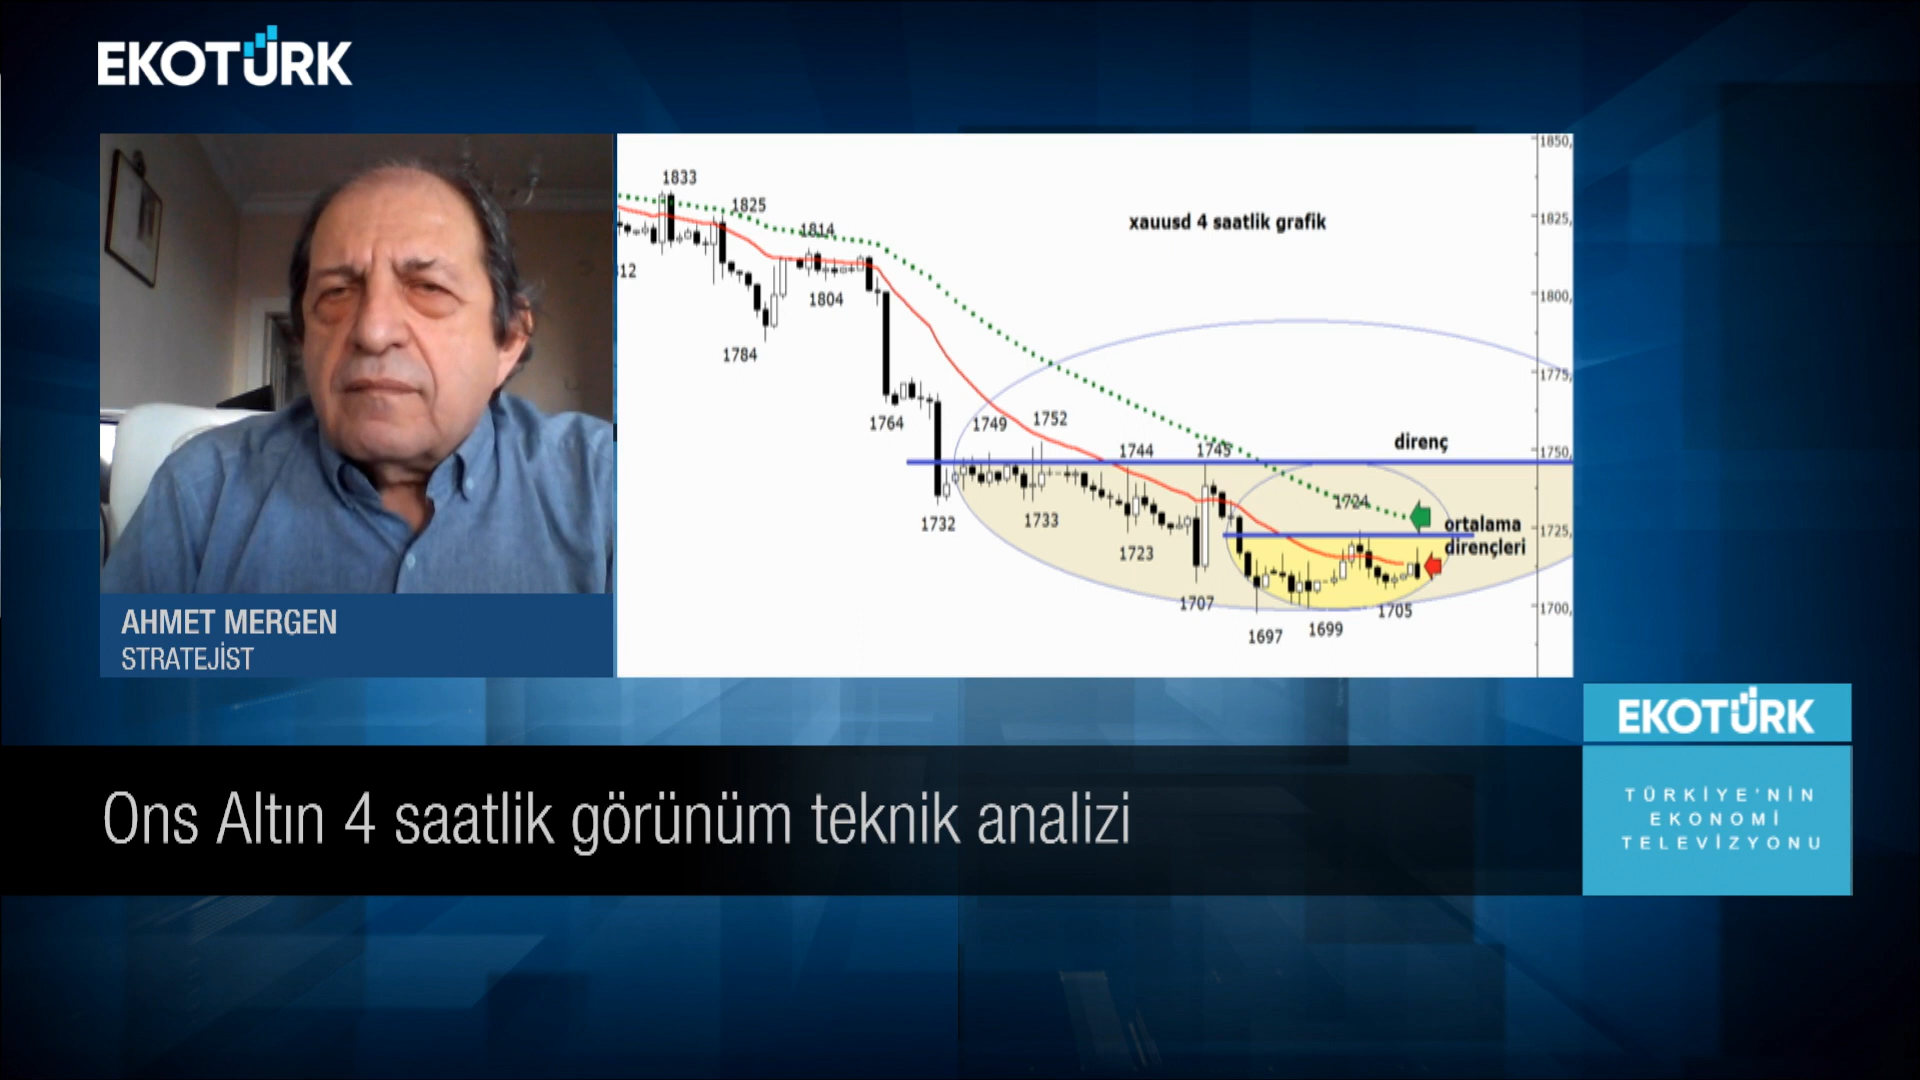 EKOTÜRK
1833
1825
1814
1804
1784
1764
1749
1752
1732
1733
1744
1745
1723
1707
1724
1697
1699
1705
xauusd 4 saatlik grafik
direnç
ortalama
dirençleri
1850,
1825,
1800,
1775,
1750,
1725,
1700,
AHMET MERGEN
STRATEJİST
EKOTÜRK
TÜRKİYE'NİN
EKONOMİ
TELEVİZYONU
Ons Altın 4 saatlik görünüm teknik analizi